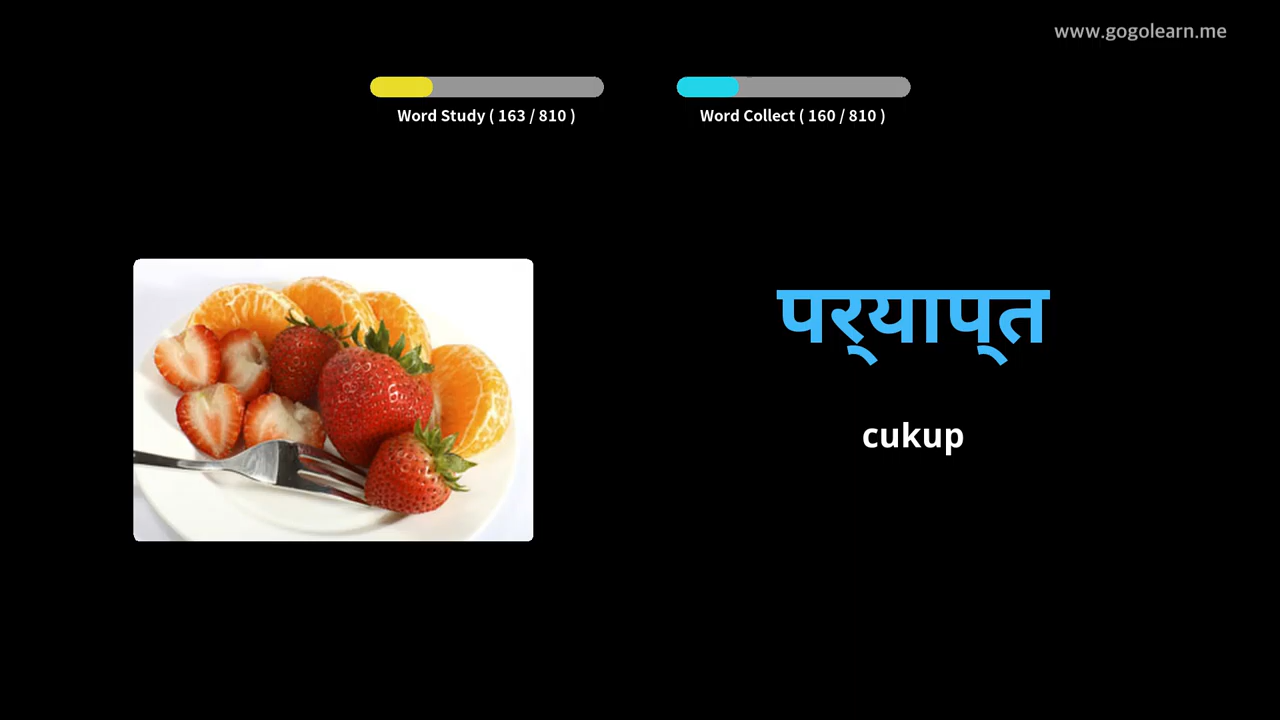 www.gogolearn.me
Word Study ( 163 / 810 )
Word Collect ( 160 / 810 )
पर्याप्त
cukup